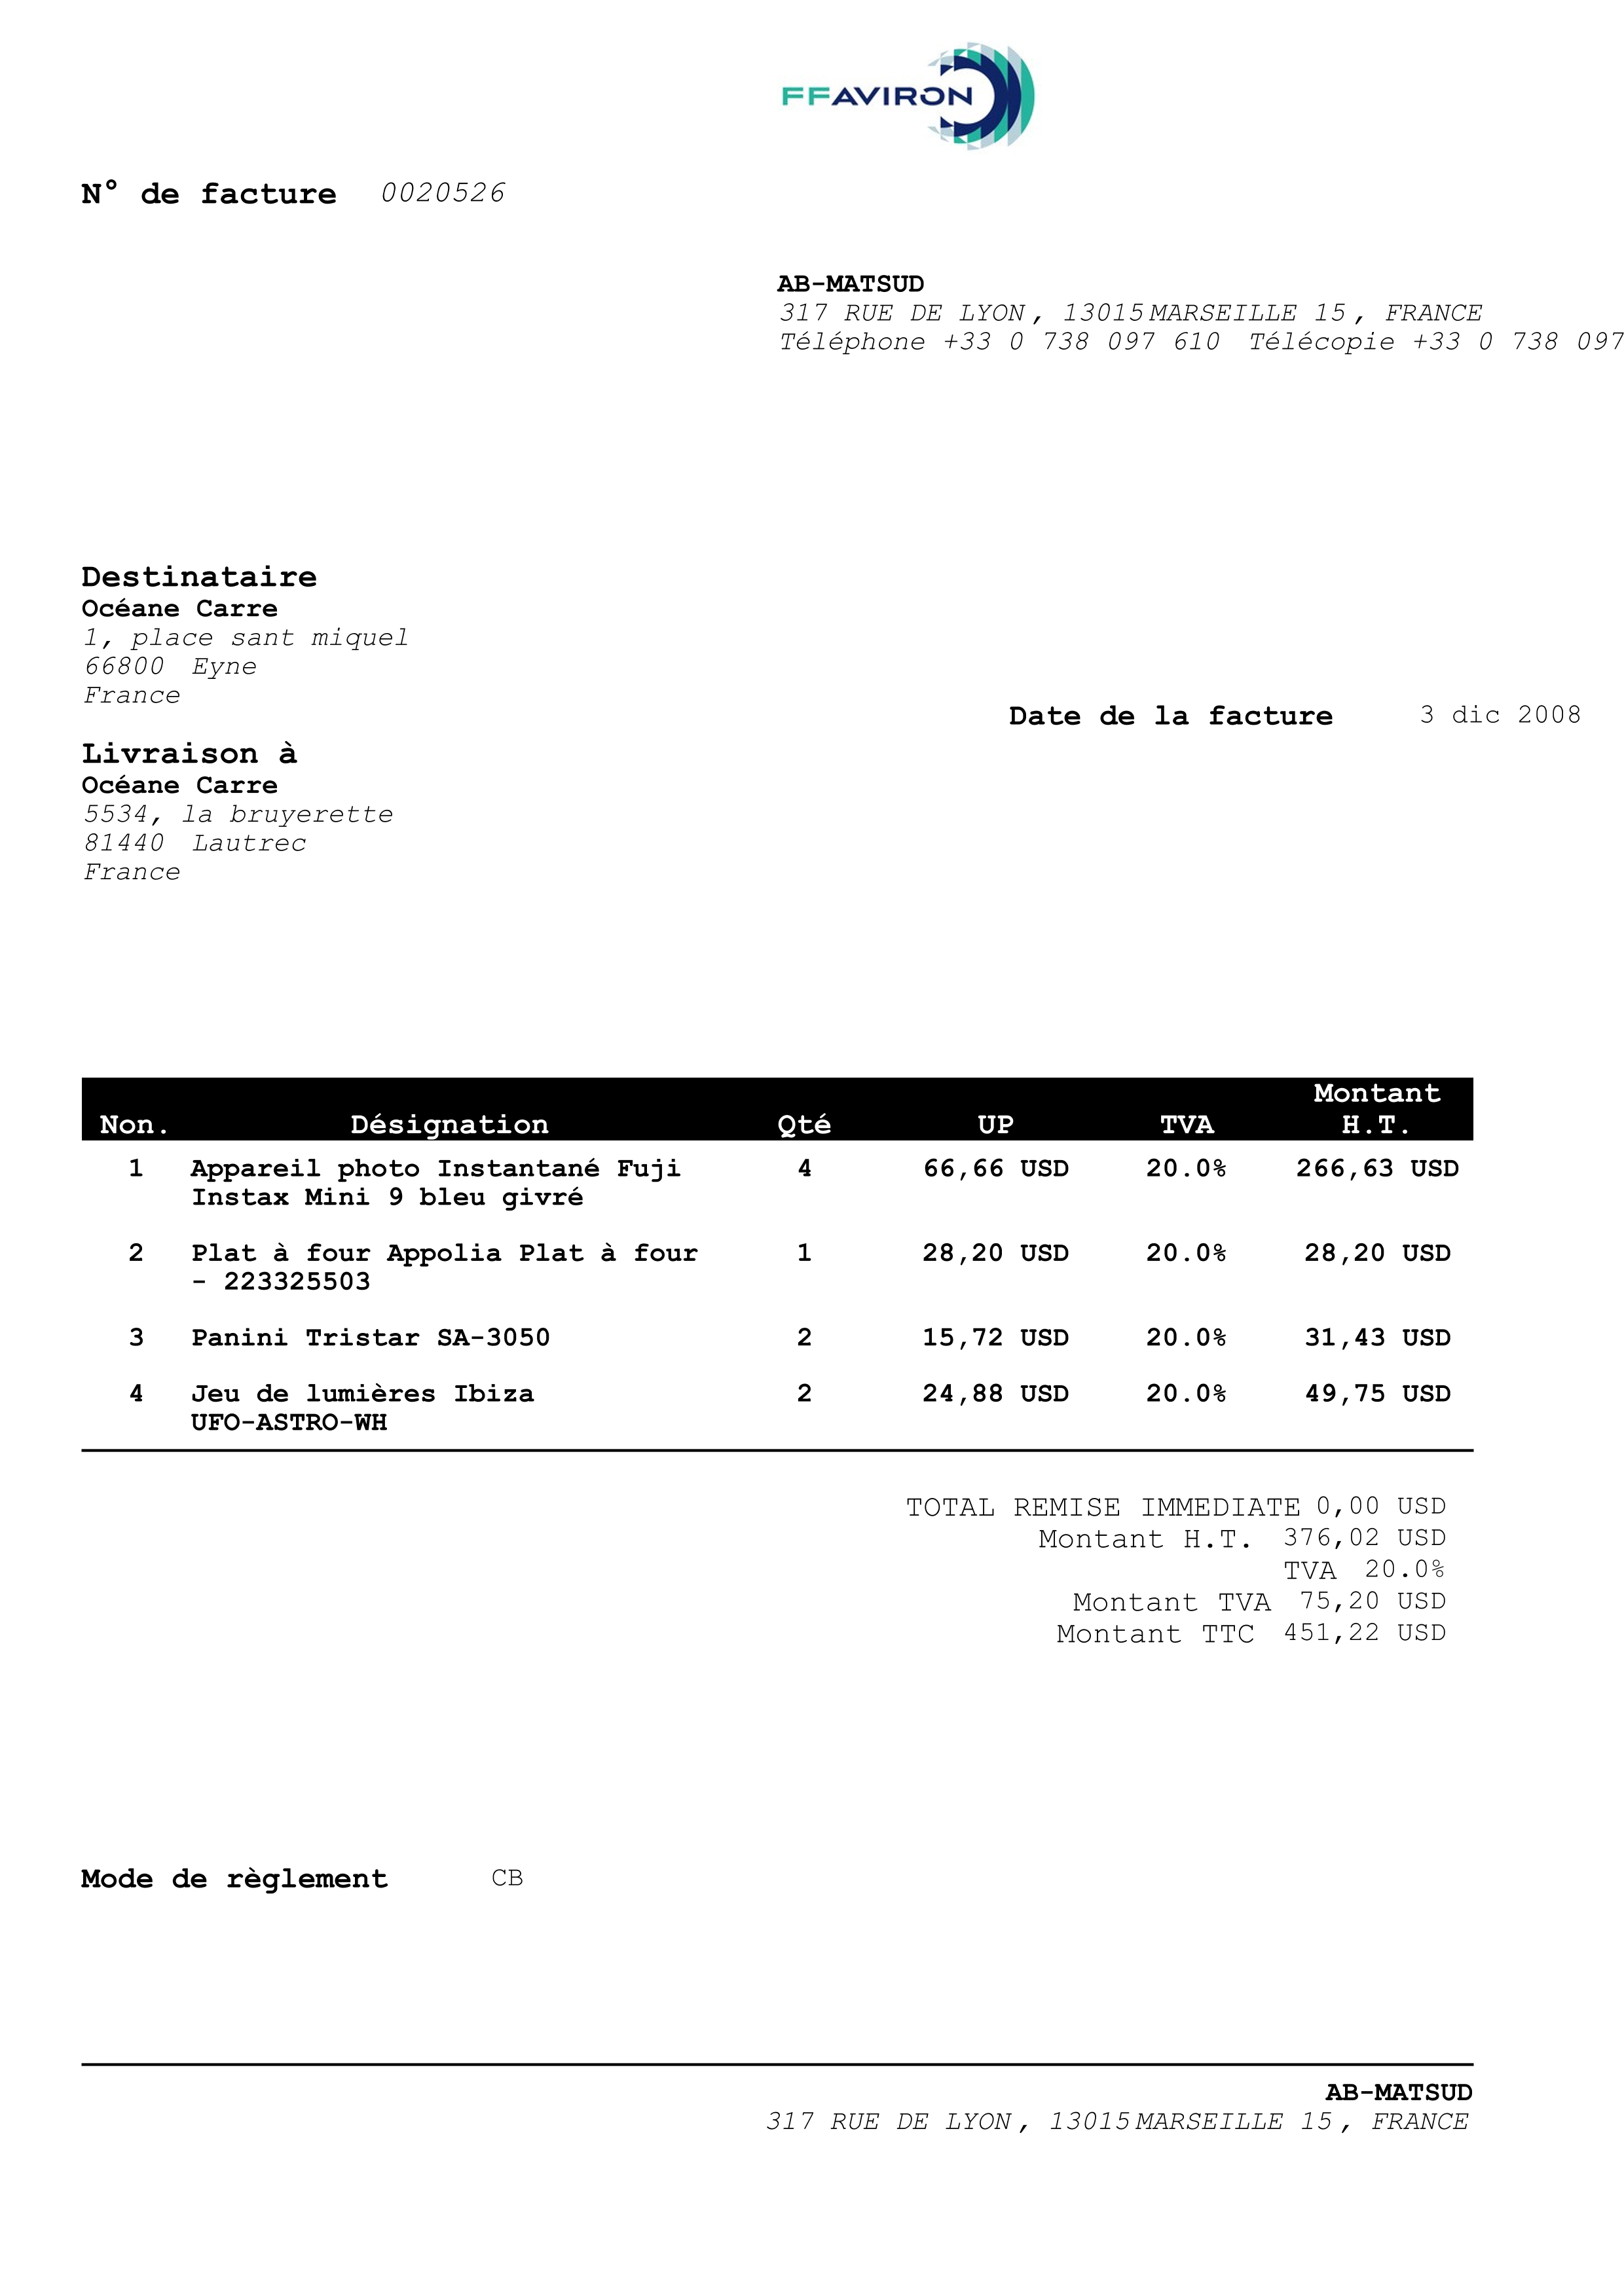 FFAVIRON
N° de facture 0020526
AB-MATSUD
317 RUE DE LYON, 13015 MARSEILLE 15, FRANCE
Téléphone +33 0 738 097 610 Télécopie +33 0 738 097
Destinataire
Océane Carre
1, place sant miquel
66800 Eyne
France
Date de la facture 3 dic 2008
Livraison à
Océane Carre
5534, la bruyerette
81440 Lautrec
France
Non. Désignation Qté UP TVA Montant H.T.
1 Appareil photo Instantané Fuji 4 66,66 USD 20.0% 266,63 USD
Instax Mini 9 bleu givré
2 Plat à four Appolia Plat à four 1 28,20 USD 20.0% 28,20 USD
- 223325503
3 Panini Tristar SA-3050 2 15,72 USD 20.0% 31,43 USD
4 Jeu de lumières Ibiza 2 24,88 USD 20.0% 49,75 USD
UFO-ASTRO-WH
TOTAL REMISE IMMEDIATE 0,00 USD
Montant H.T. 376,02 USD
TVA 20.0%
Montant TVA 75,20 USD
Montant TTC 451,22 USD
Mode de règlement CB
AB-MATSUD
317 RUE DE LYON, 13015 MARSEILLE 15, FRANCE